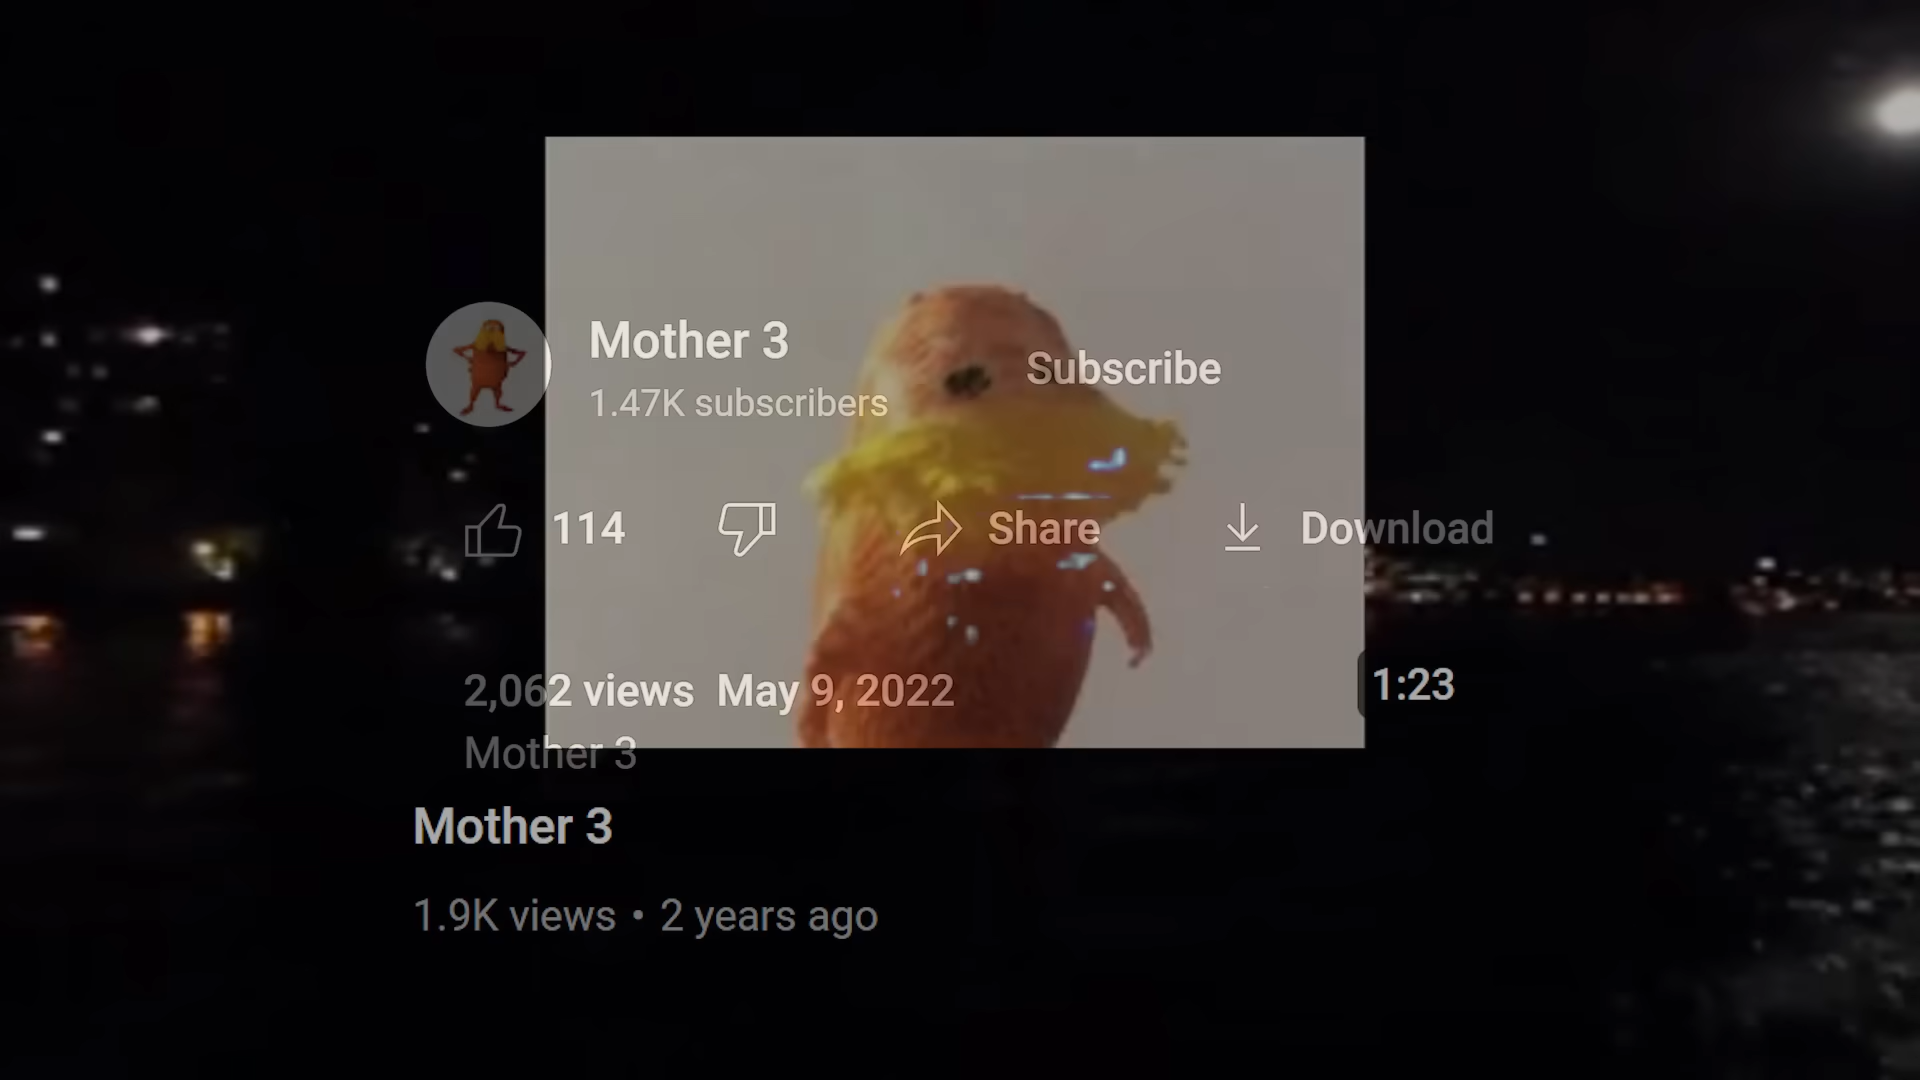 Mother 3
1.47K subscribers
Subscribe
114
Share
Download
2,062 views May 9, 2022
1:23
Mother 3
Mother 3
1.9K views • 2 years ago